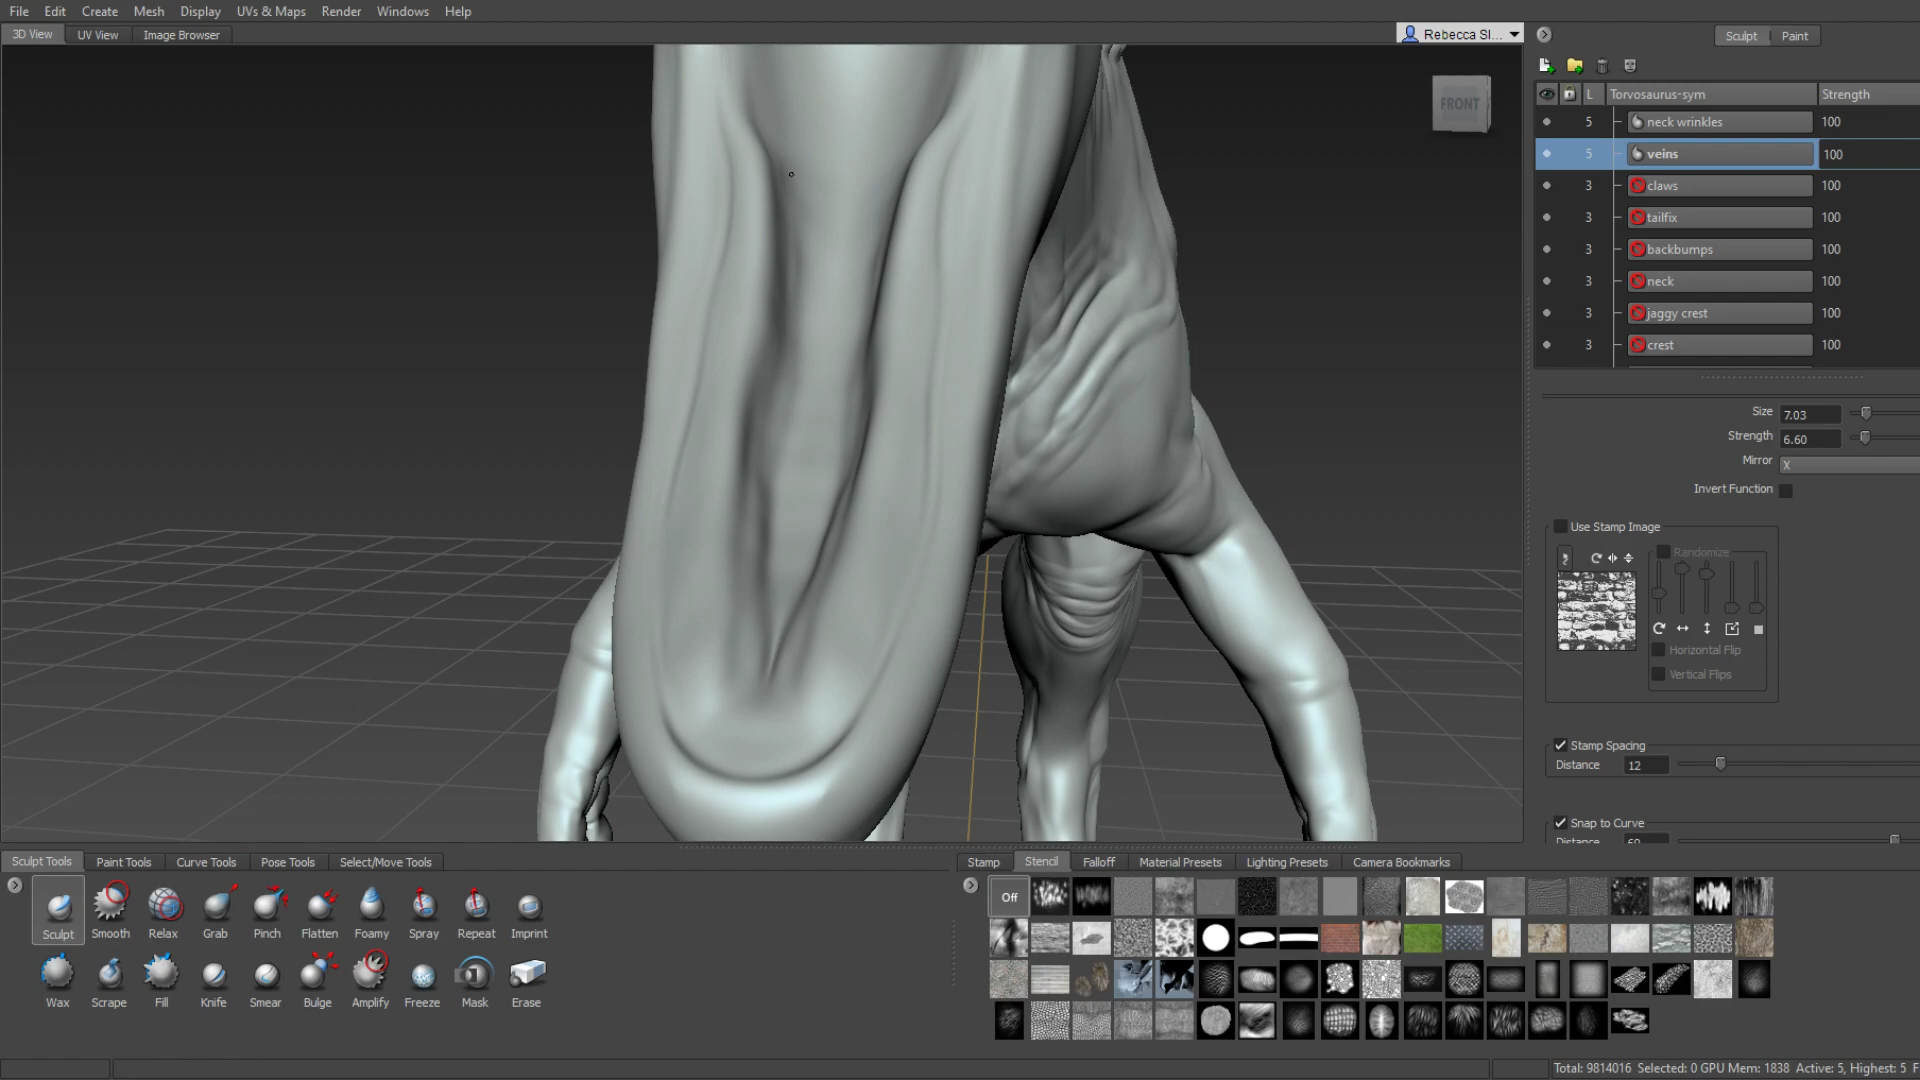 File Edit Create Mesh Display UVs & Maps Render Windows Help
3D View UV View Image Browser
Rebecca Sl...
Sculpt Paint
FRONT
L Torvosaurus-sym Strength
5 neck wrinkles 100
5 veins 100
3 claws 100
3 tailfix 100
3 backbumps 100
3 neck 100
3 jaggy crest 100
3 crest 100
Size 7.03
Strength 6.60
Mirror X
Invert Function
Use Stamp Image
Randomize
Horizontal Flip
Vertical Flips
Stamp Spacing
Distance 12
Snap to Curve
Distance 60
Sculpt Tools Paint Tools Curve Tools Pose Tools Select/Move Tools
Sculpt Smooth Relax Grab Pinch Flatten Foamy Spray Repeat Imprint
Wax Scrape Fill Knife Smear Bulge Amplify Freeze Mask Erase
Stamp Stencil Falloff Material Presets Lighting Presets Camera Bookmarks
Off
Total: 9814016 Selected: 0 GPU Mem: 1838 Active: 5, Highest: 5 F